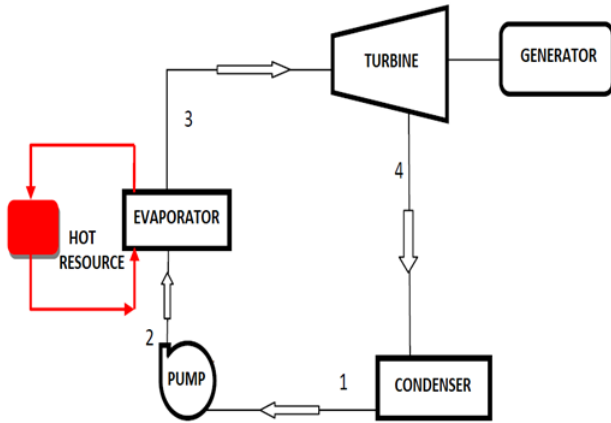 TURBINE
GENERATOR
3
4
EVAPORATOR
HOT
RESOURCE
2
PUMP
1
CONDENSER